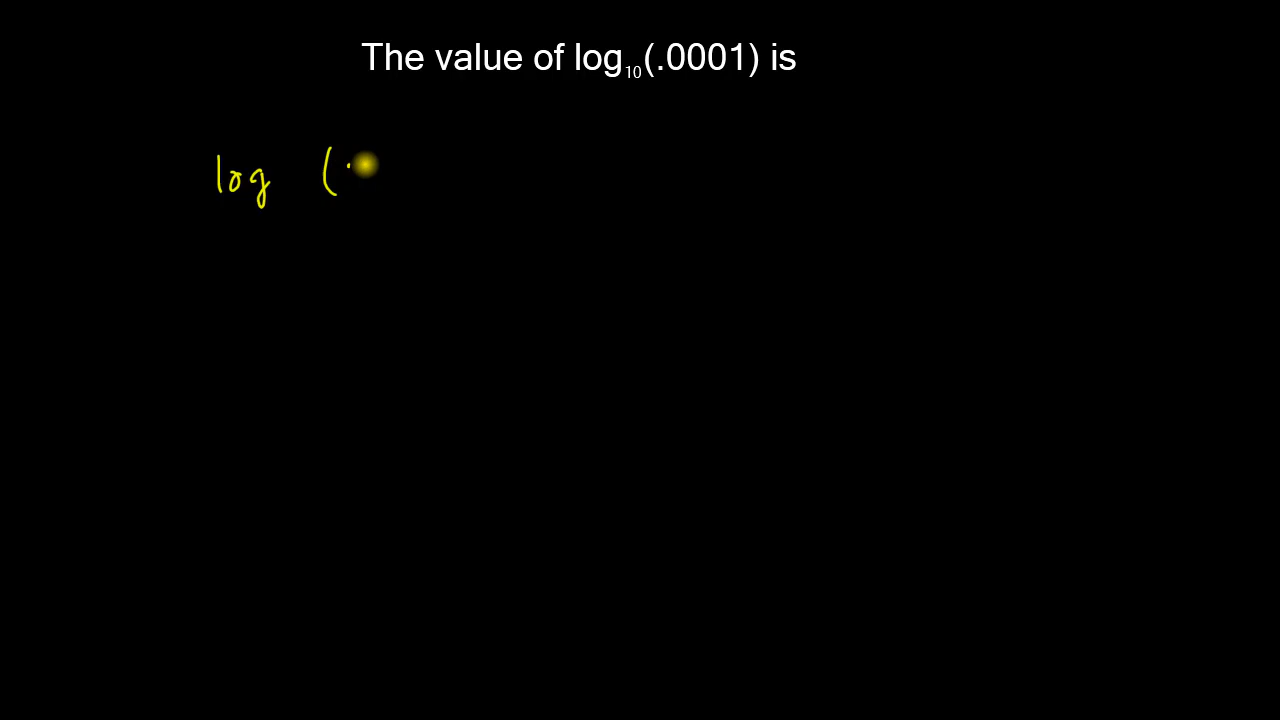 The value of log₁₀(.0001) is
log (.